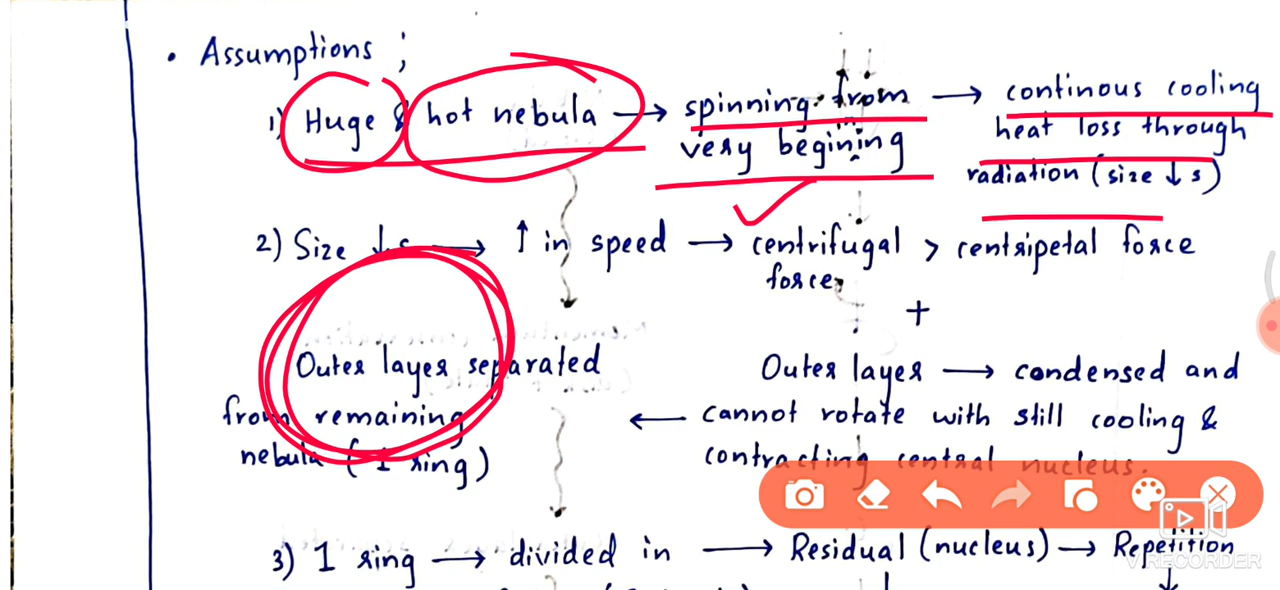 • Assumptions ;
1) Huge & hot nebula → spinning from → continous cooling
very begining heat loss through
radiation (size ↓ s)
2) Size ↓s → ↑ in speed → centrifugal > centripetal force
force
+
Outer layer separated Outer layer → condensed and
from remaining ← cannot rotate with still cooling &
nebula (1 ring) contracting central nucleus.
3) 1 ring → divided in → Residual (nucleus) → Repetition
↓ ↓
V RECORDER